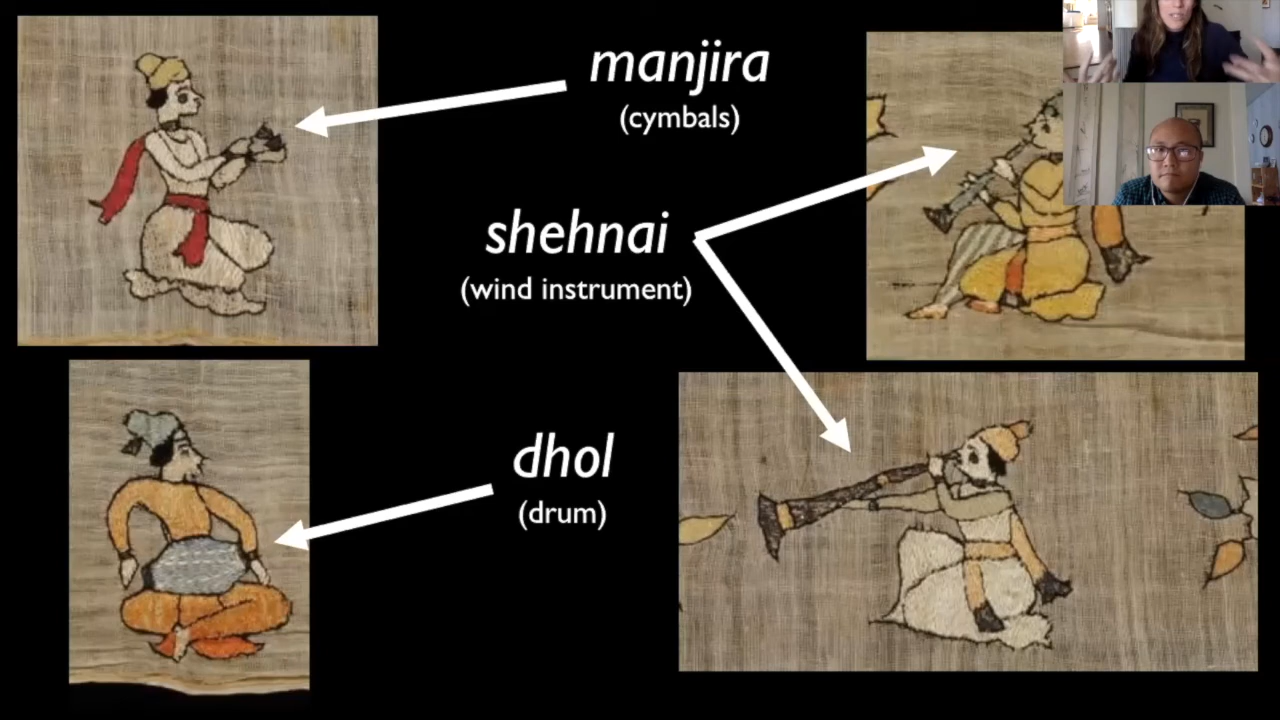 manjira
(cymbals)
shehnai
(wind instrument)
dhol
(drum)